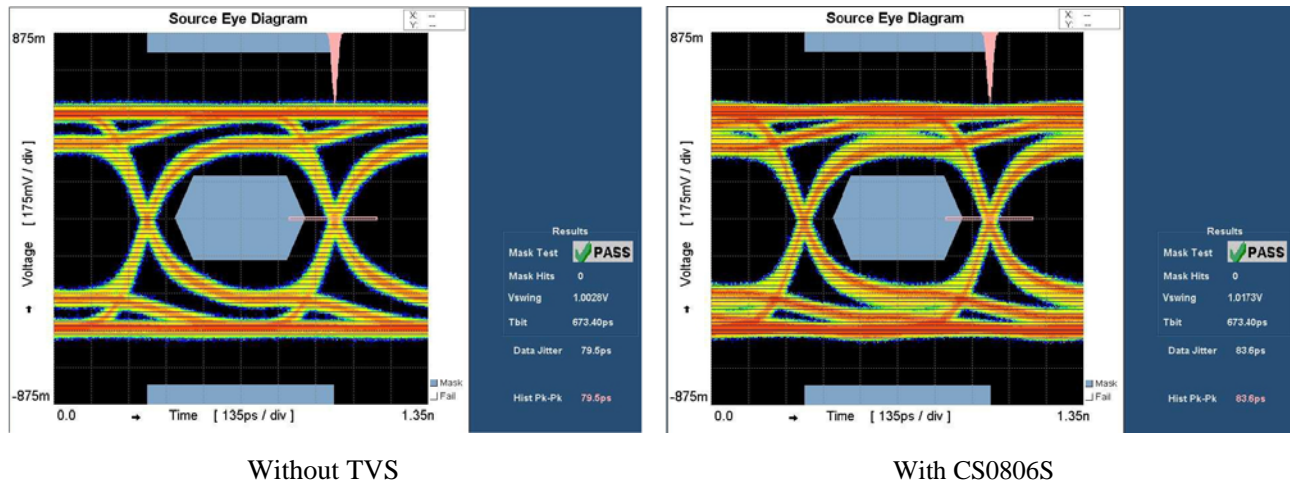 Source Eye Diagram
X: --
Y: --
875m
Voltage [ 175mV / div ]
-875m
0.0
Time [ 135ps / div ]
1.35n
Mask
Fail
Results
Mask Test PASS
Mask Hits 0
Vswing 1.0028V
Tbit 673.40ps
Data Jitter 79.5ps
Hist Pk-Pk 79.5ps
Without TVS
Source Eye Diagram
X: --
Y: --
875m
Voltage [ 175mV / div ]
-875m
0.0
Time [ 135ps / div ]
1.35n
Mask
Fail
Results
Mask Test PASS
Mask Hits 0
Vswing 1.0173V
Tbit 673.40ps
Data Jitter 83.6ps
Hist Pk-Pk 83.6ps
With CS0806S